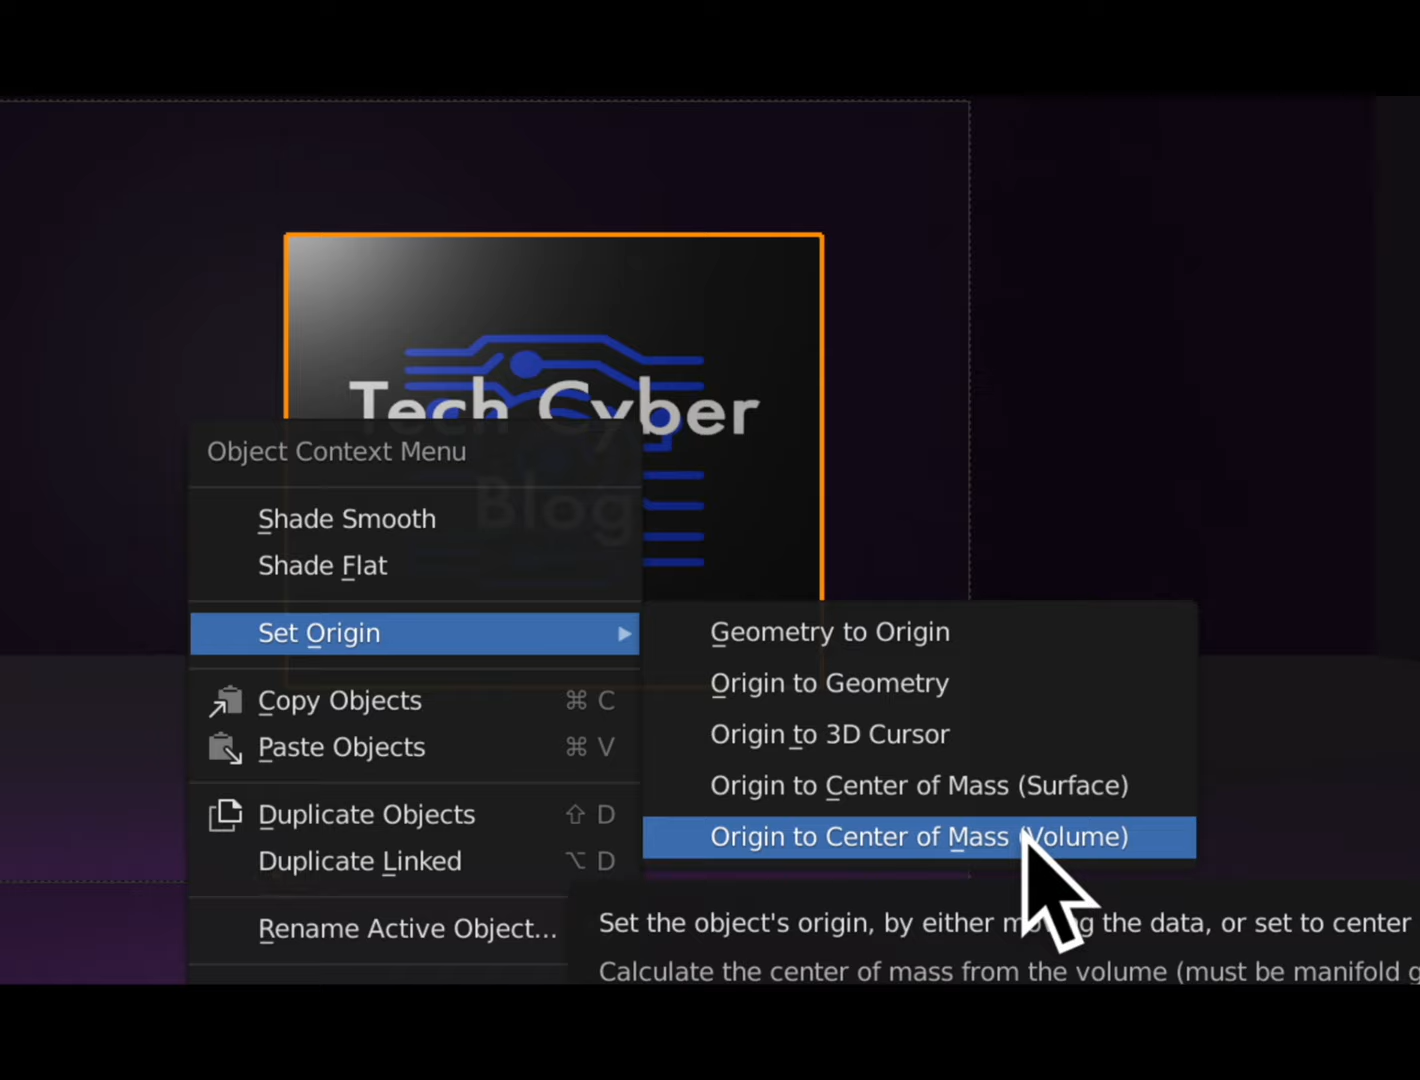 Tech Cyber
Blog
Object Context Menu
Shade Smooth
Shade Flat
Set Origin
Geometry to Origin
Origin to Geometry
Origin to 3D Cursor
Origin to Center of Mass (Surface)
Origin to Center of Mass (Volume)
Copy Objects ⌘ C
Paste Objects ⌘ V
Duplicate Objects ⇧ D
Duplicate Linked ⌥ D
Rename Active Object...
Set the object's origin, by either moving the data, or set to center
Calculate the center of mass from the volume (must be manifold g